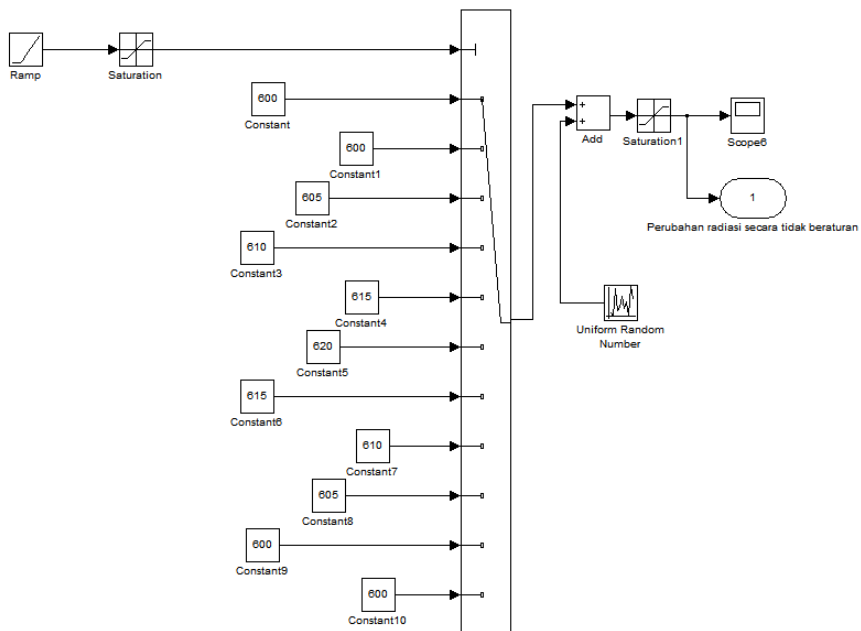 Ramp
Saturation
600
Constant
600
Constant1
605
Constant2
610
Constant3
615
Constant4
620
Constant5
615
Constant6
610
Constant7
605
Constant8
600
Constant9
600
Constant10
+
+
Add
Saturation1
Scope6
1
Perubahan radiasi secara tidak beraturan
Uniform Random
Number